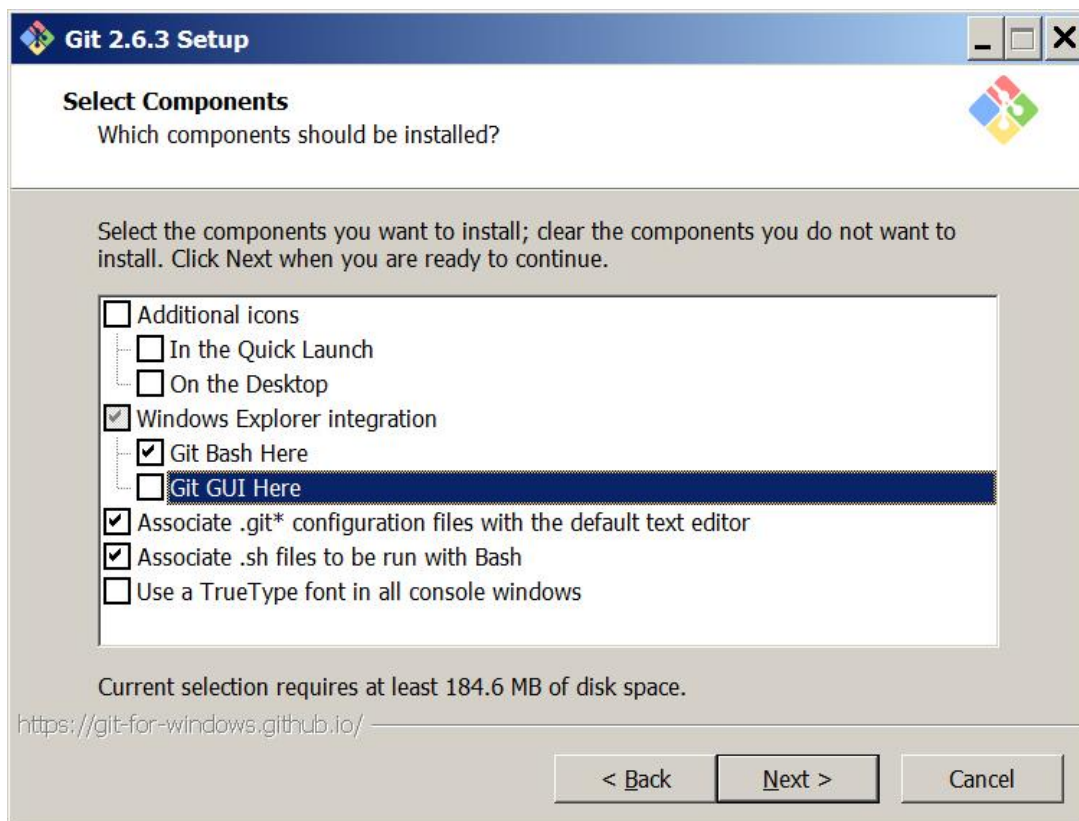 Git 2.6.3 Setup
Select Components
Which components should be installed?
Select the components you want to install; clear the components you do not want to
install. Click Next when you are ready to continue.
Additional icons
In the Quick Launch
On the Desktop
Windows Explorer integration
Git Bash Here
Git GUI Here
Associate .git* configuration files with the default text editor
Associate .sh files to be run with Bash
Use a TrueType font in all console windows
Current selection requires at least 184.6 MB of disk space.
https://git-for-windows.github.io/
< Back Next > Cancel